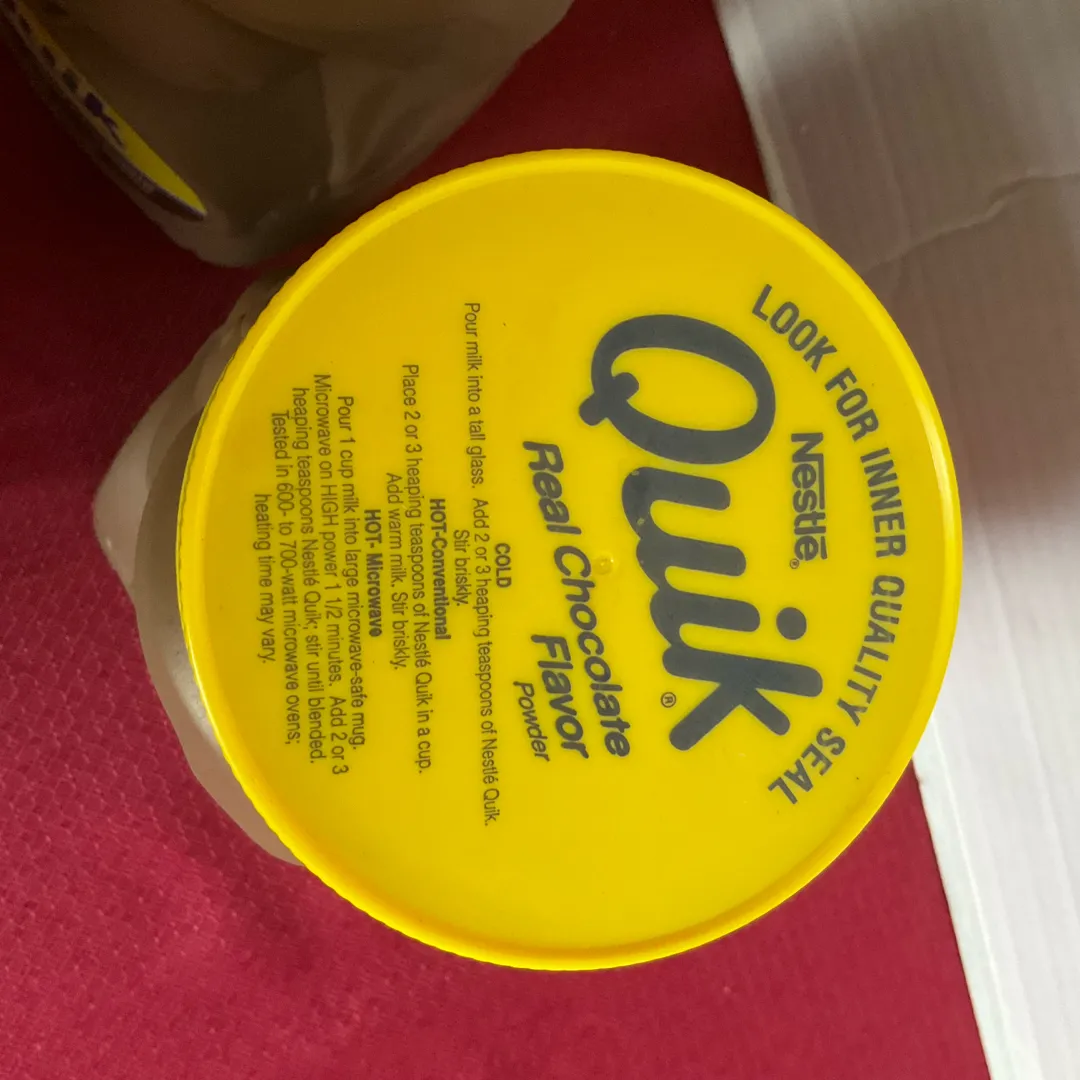 LOOK FOR INNER QUALITY SEAL
Nestlé®
Quik®
Real Chocolate
Flavor
Powder
COLD
Pour milk into a tall glass. Add 2 or 3 heaping teaspoons of Nestlé Quik.
Stir briskly.
HOT-Conventional
Place 2 or 3 heaping teaspoons of Nestlé Quik in a cup.
Add warm milk. Stir briskly.
HOT- Microwave
Pour 1 cup milk into large microwave-safe mug.
Microwave on HIGH power 1 1/2 minutes. Add 2 or 3
heaping teaspoons Nestlé Quik; stir until blended.
Tested in 600- to 700-watt microwave ovens;
heating time may vary.